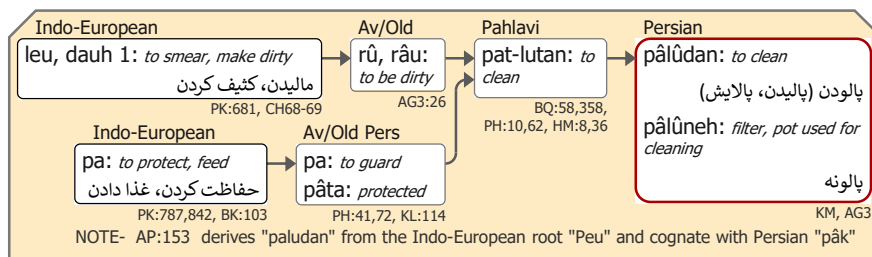 Indo-European
leu, dauh 1: to smear, make dirty
مالیدن، کثیف کردن
PK:681, CH68-69
Av/Old
rû, râu:
to be dirty
AG3:26
Pahlavi
pat-lutan: to
clean
BQ:58,358,
PH:10,62, HM:8,36
Persian
pâlûdan: to clean
پالودن (پالیدن، پالایش)
pâlûneh: filter, pot used for
cleaning
پالونه
KM, AG3
Indo-European
pa: to protect, feed
حفاظت کردن، غذا دادن
PK:787,842, BK:103
Av/Old Pers
pa: to guard
pâta: protected
PH:41,72, KL:114
NOTE- AP:153 derives "paludan" from the Indo-European root "Peu" and cognate with Persian "pâk"